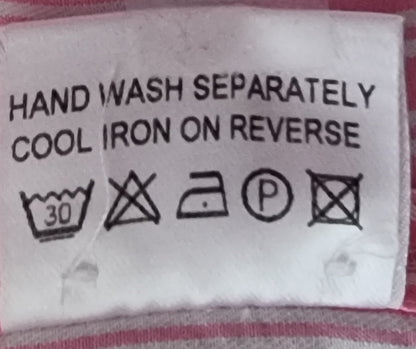 HAND WASH SEPARATELY
COOL IRON ON REVERSE
30 P